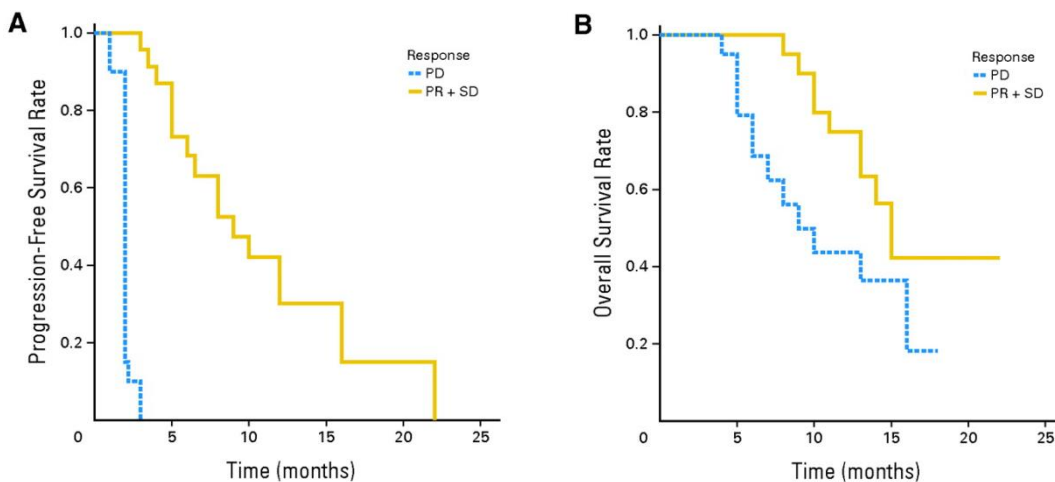 A
Progression-Free Survival Rate
1.0
0.8
0.6
0.4
0.2
0
5
10
15
20
25
Time (months)
Response
PD
PR + SD
B
Overall Survival Rate
1.0
0.8
0.6
0.4
0.2
0
5
10
15
20
25
Time (months)
Response
PD
PR + SD